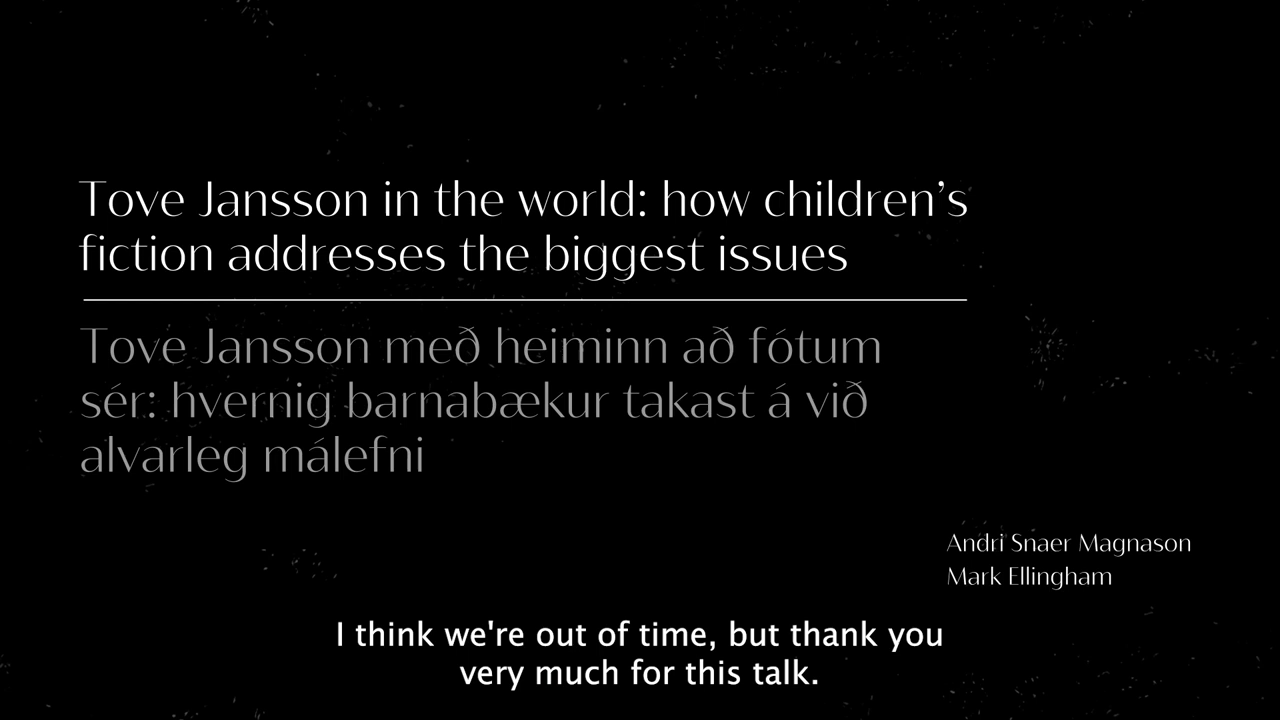 Tove Jansson in the world: how children’s
fiction addresses the biggest issues
Tove Jansson með heiminn að fótum
sér: hvernig barnabækur takast á við
alvarleg málefni
Andri Snaer Magnason
Mark Ellingham
I think we're out of time, but thank you
very much for this talk.